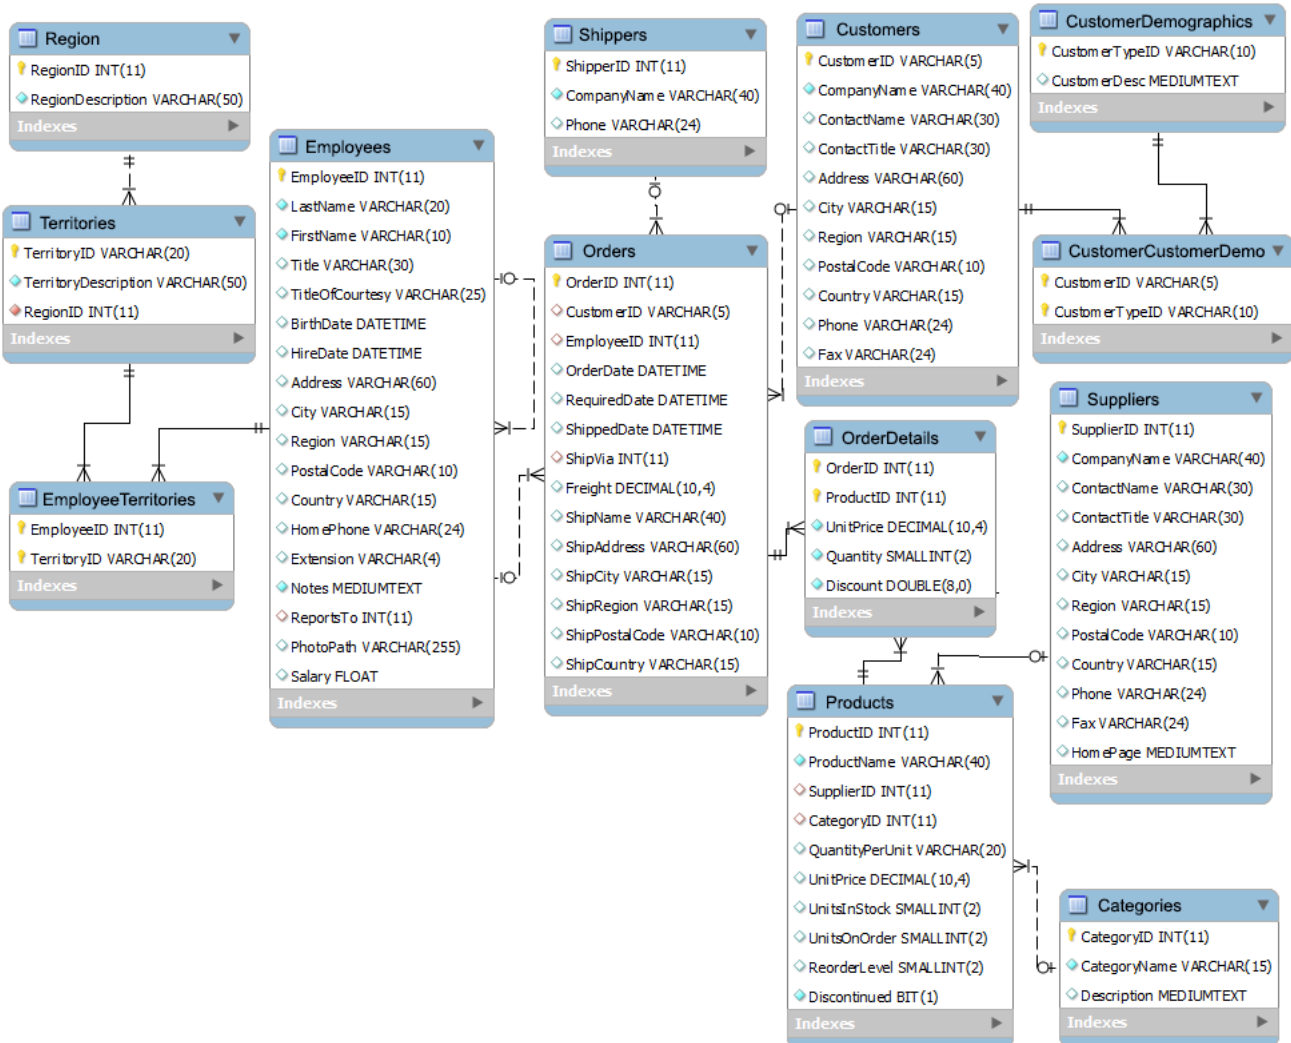 Region
RegionID INT(11)
RegionDescription VARCHAR(50)
Indexes
Territories
TerritoryID VARCHAR(20)
TerritoryDescription VARCHAR(50)
RegionID INT(11)
Indexes
EmployeeTerritories
EmployeeID INT(11)
TerritoryID VARCHAR(20)
Indexes
Employees
EmployeeID INT(11)
LastName VARCHAR(20)
FirstName VARCHAR(10)
Title VARCHAR(30)
TitleOfCourtesy VARCHAR(25)
BirthDate DATETIME
HireDate DATETIME
Address VARCHAR(60)
City VARCHAR(15)
Region VARCHAR(15)
PostalCode VARCHAR(10)
Country VARCHAR(15)
HomePhone VARCHAR(24)
Extension VARCHAR(4)
Notes MEDIUMTEXT
ReportsTo INT(11)
PhotoPath VARCHAR(255)
Salary FLOAT
Indexes
Shippers
ShipperID INT(11)
CompanyName VARCHAR(40)
Phone VARCHAR(24)
Indexes
Orders
OrderID INT(11)
CustomerID VARCHAR(5)
EmployeeID INT(11)
OrderDate DATETIME
RequiredDate DATETIME
ShippedDate DATETIME
ShipVia INT(11)
Freight DECIMAL(10,4)
ShipName VARCHAR(40)
ShipAddress VARCHAR(60)
ShipCity VARCHAR(15)
ShipRegion VARCHAR(15)
ShipPostalCode VARCHAR(10)
ShipCountry VARCHAR(15)
Indexes
Customers
CustomerID VARCHAR(5)
CompanyName VARCHAR(40)
ContactName VARCHAR(30)
ContactTitle VARCHAR(30)
Address VARCHAR(60)
City VARCHAR(15)
Region VARCHAR(15)
PostalCode VARCHAR(10)
Country VARCHAR(15)
Phone VARCHAR(24)
Fax VARCHAR(24)
Indexes
CustomerDemographics
CustomerTypeID VARCHAR(10)
CustomerDesc MEDIUMTEXT
Indexes
CustomerCustomerDemo
CustomerID VARCHAR(5)
CustomerTypeID VARCHAR(10)
Indexes
OrderDetails
OrderID INT(11)
ProductID INT(11)
UnitPrice DECIMAL(10,4)
Quantity SMALLINT(2)
Discount DOUBLE(8,0)
Indexes
Suppliers
SupplierID INT(11)
CompanyName VARCHAR(40)
ContactName VARCHAR(30)
ContactTitle VARCHAR(30)
Address VARCHAR(60)
City VARCHAR(15)
Region VARCHAR(15)
PostalCode VARCHAR(10)
Country VARCHAR(15)
Phone VARCHAR(24)
Fax VARCHAR(24)
HomePage MEDIUMTEXT
Indexes
Products
ProductID INT(11)
ProductName VARCHAR(40)
SupplierID INT(11)
CategoryID INT(11)
QuantityPerUnit VARCHAR(20)
UnitPrice DECIMAL(10,4)
UnitsInStock SMALLINT(2)
UnitsOnOrder SMALLINT(2)
ReorderLevel SMALLINT(2)
Discontinued BIT(1)
Indexes
Categories
CategoryID INT(11)
CategoryName VARCHAR(15)
Description MEDIUMTEXT
Indexes